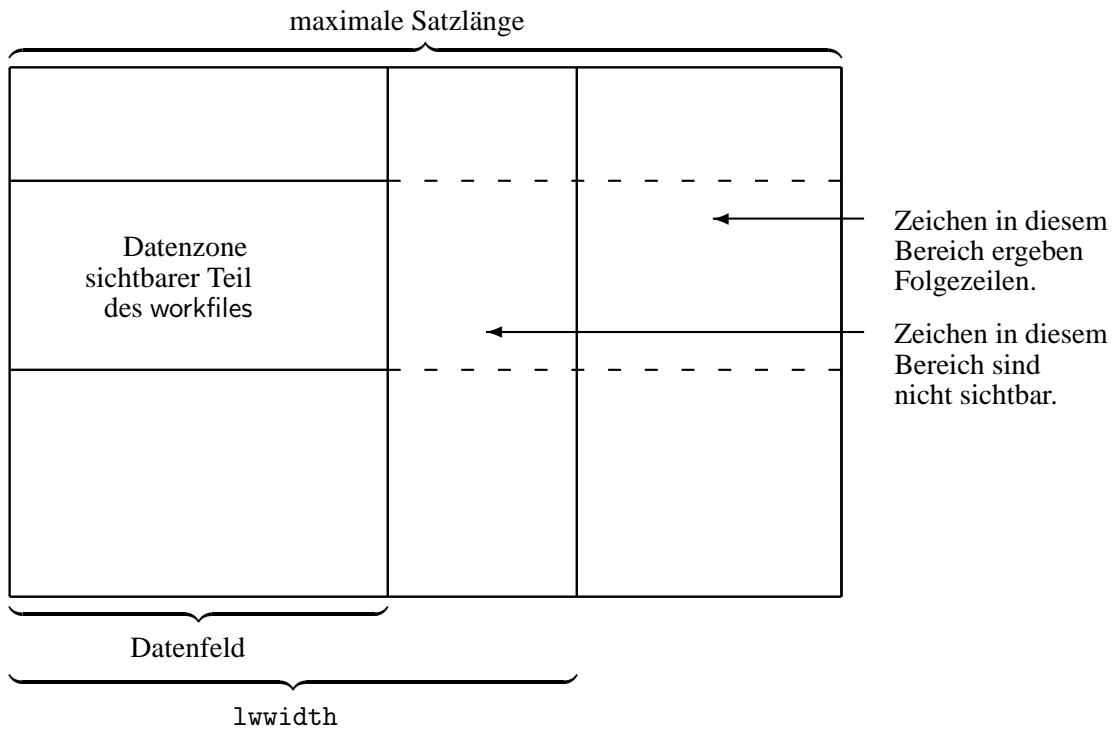 maximale Satzlänge
Zeichen in diesem
Bereich ergeben
Folgezeilen.
Datenzone
sichtbarer Teil
des workfiles
Zeichen in diesem
Bereich sind
nicht sichtbar.
Datenfeld
lwwidth